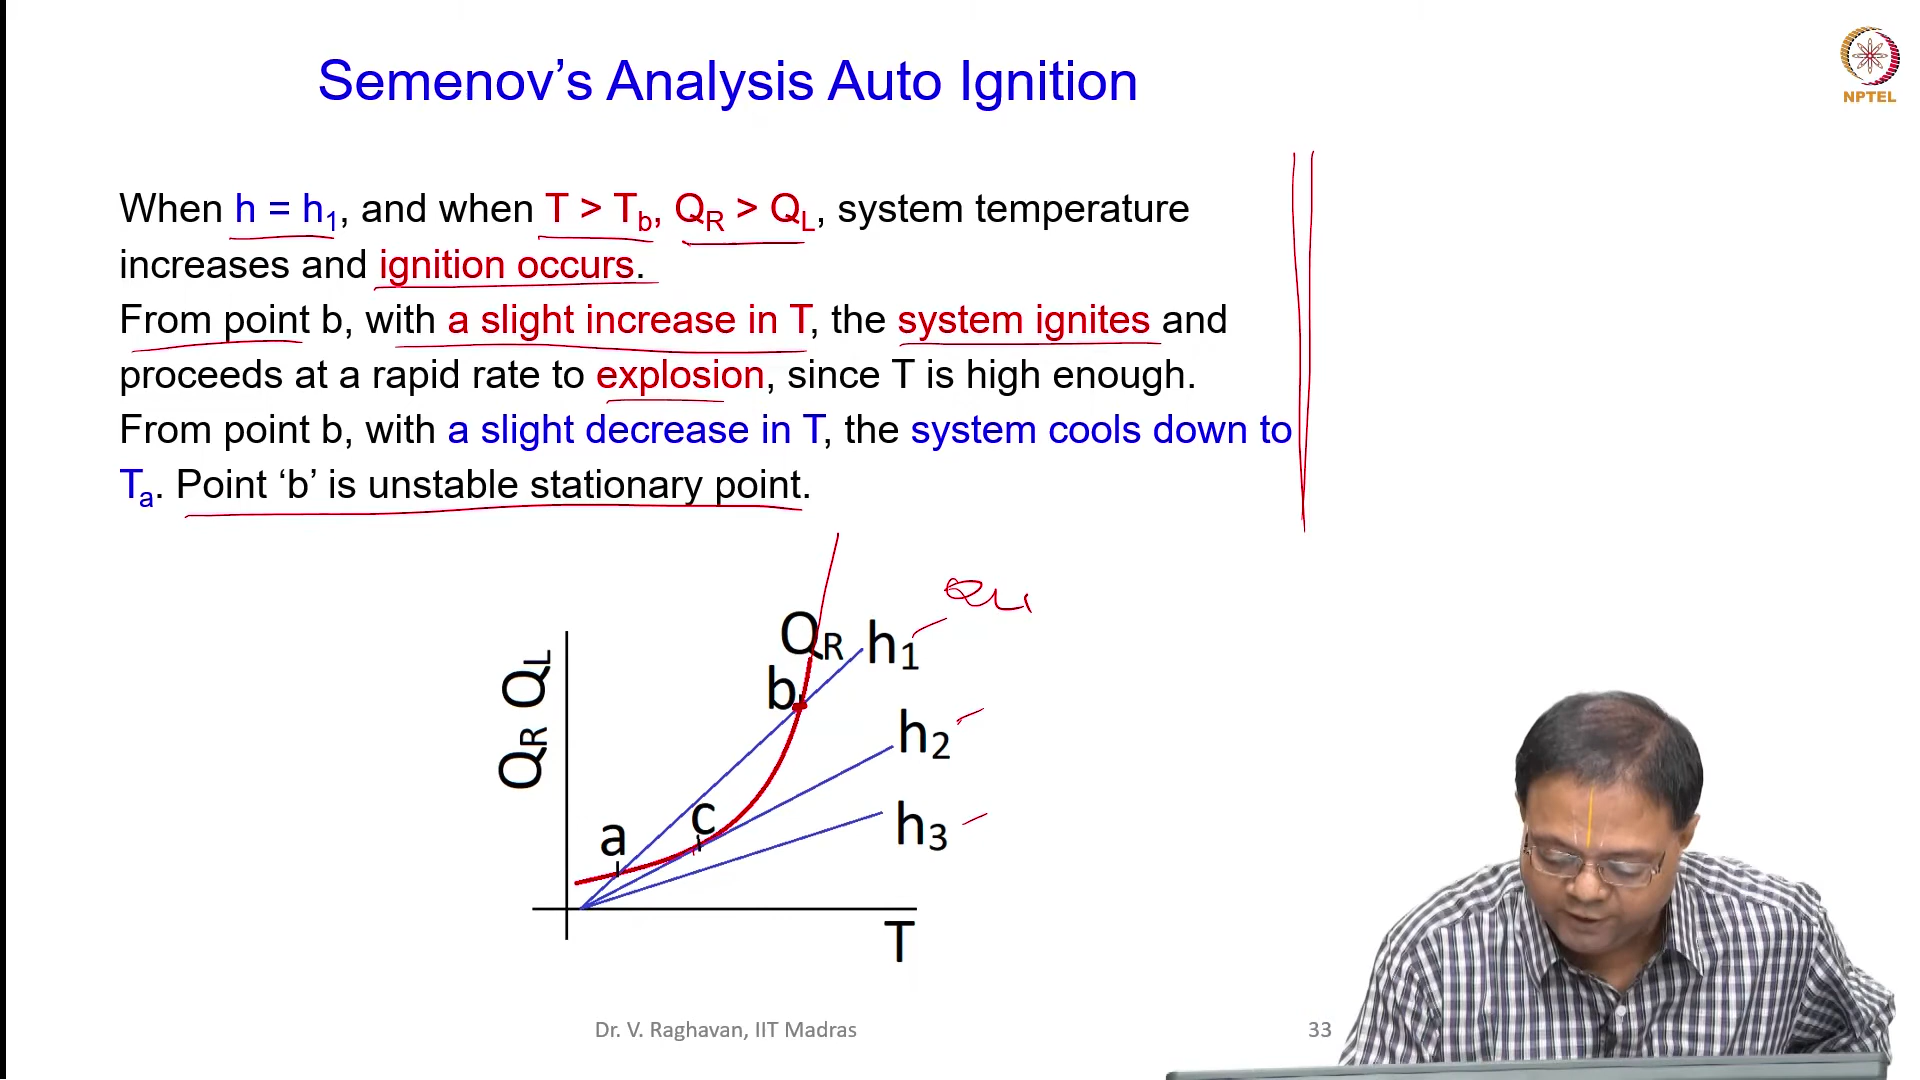 Semenov’s Analysis Auto Ignition
NPTEL
When h = h1, and when T > Tb, QR > QL, system temperature
increases and ignition occurs.
From point b, with a slight increase in T, the system ignites and
proceeds at a rapid rate to explosion, since T is high enough.
From point b, with a slight decrease in T, the system cools down to
Ta. Point ‘b’ is unstable stationary point.
QR QL
QR
h1
b
h2
c
a
h3
T
Dr. V. Raghavan, IIT Madras
33